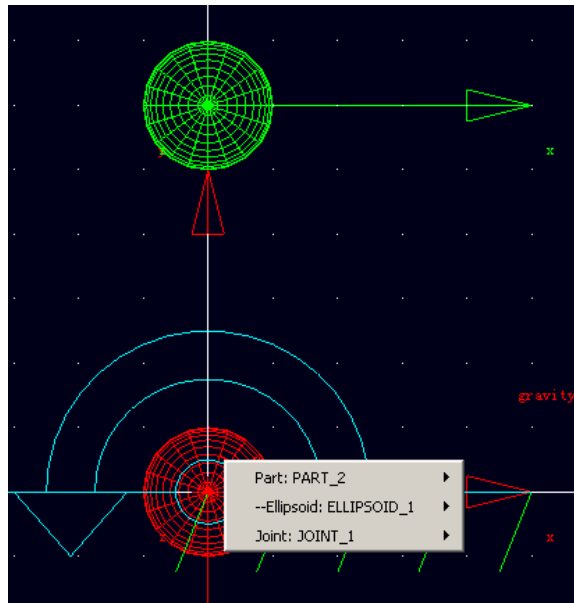 x
gravity
Part: PART_2
--Ellipsoid: ELLIPSOID_1
Joint: JOINT_1
x